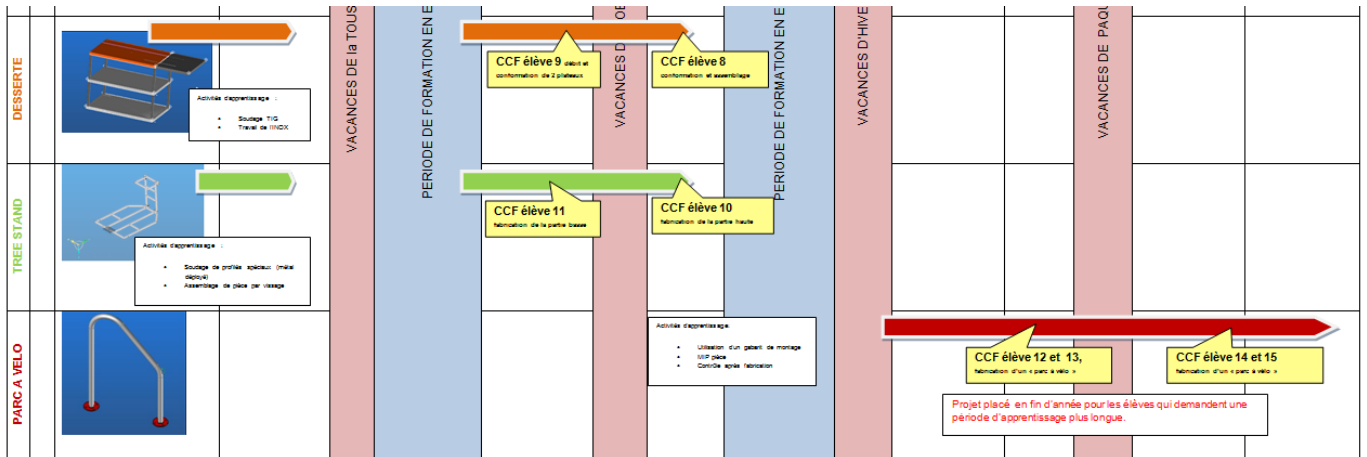 DESSERTE
Activités d'apprentissage :
• Soudage TIG
• Travail de l'INOX
VACANCES DE la TOUS
PERIODE DE FORMATION EN E
CCF élève 9 débit et
conformation de 2 plateaux
VACANCES D
OE
CCF élève 8
conformation et assemblage
PERIODE DE FORMATION EN E
VACANCES D'HIVE
VACANCES DE PAQU
TREE STAND
Activités d'apprentissage :
• Soudage de profilés spéciaux (métal
déployé)
• Assemblage de pièce par vissage
CCF élève 11
fabrication de la partie basse
CCF élève 10
fabrication de la partie haute
PARC A VELO
Activités d'apprentissage:
• Utilisation d'un gabarit de montage
• MIP pièce
• Contrôle après fabrication
CCF élève 12 et 13,
fabrication d'un « parc à vélo »
CCF élève 14 et 15
fabrication d'un « parc à vélo »
Projet placé en fin d'année pour les élèves qui demandent une
période d'apprentissage plus longue.